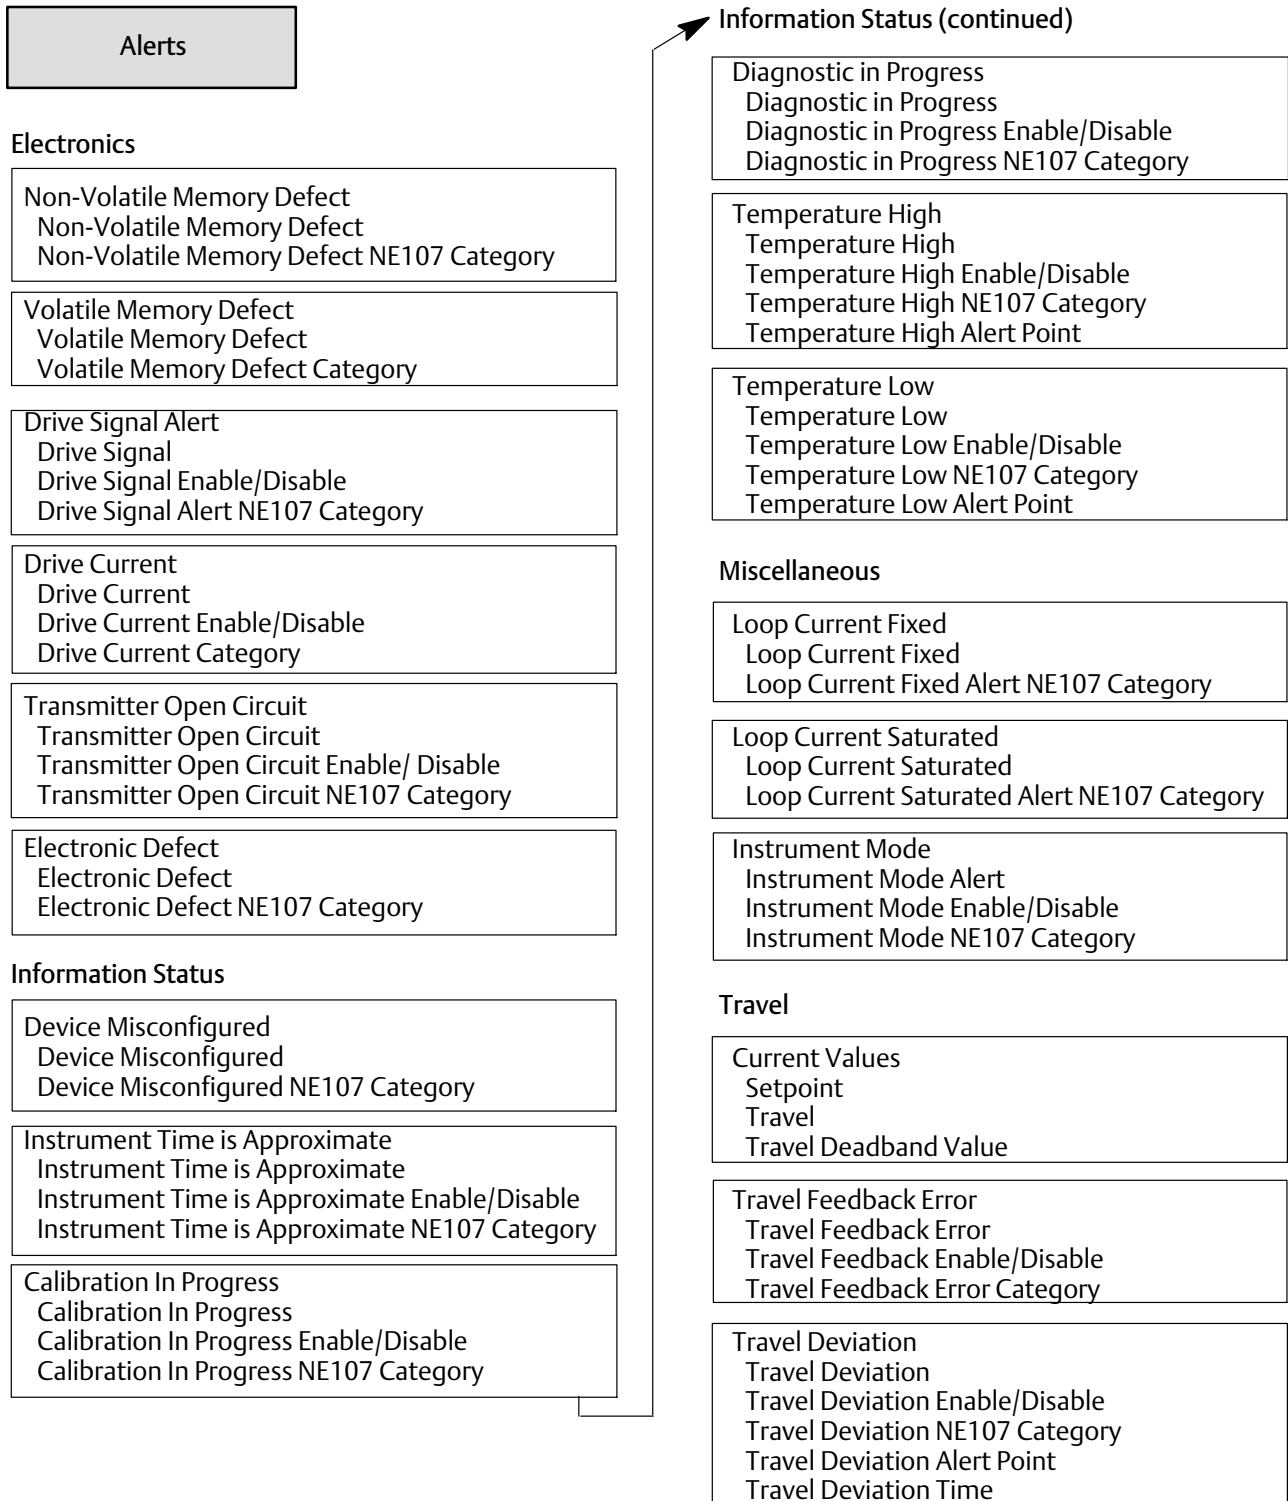 Alerts
Electronics
Non-Volatile Memory Defect
Non-Volatile Memory Defect
Non-Volatile Memory Defect NE107 Category
Volatile Memory Defect
Volatile Memory Defect
Volatile Memory Defect Category
Drive Signal Alert
Drive Signal
Drive Signal Enable/Disable
Drive Signal Alert NE107 Category
Drive Current
Drive Current
Drive Current Enable/Disable
Drive Current Category
Transmitter Open Circuit
Transmitter Open Circuit
Transmitter Open Circuit Enable/ Disable
Transmitter Open Circuit NE107 Category
Electronic Defect
Electronic Defect
Electronic Defect NE107 Category
Information Status
Device Misconfigured
Device Misconfigured
Device Misconfigured NE107 Category
Instrument Time is Approximate
Instrument Time is Approximate
Instrument Time is Approximate Enable/Disable
Instrument Time is Approximate NE107 Category
Calibration In Progress
Calibration In Progress
Calibration In Progress Enable/Disable
Calibration In Progress NE107 Category
Information Status (continued)
Diagnostic in Progress
Diagnostic in Progress
Diagnostic in Progress Enable/Disable
Diagnostic in Progress NE107 Category
Temperature High
Temperature High
Temperature High Enable/Disable
Temperature High NE107 Category
Temperature High Alert Point
Temperature Low
Temperature Low
Temperature Low Enable/Disable
Temperature Low NE107 Category
Temperature Low Alert Point
Miscellaneous
Loop Current Fixed
Loop Current Fixed
Loop Current Fixed Alert NE107 Category
Loop Current Saturated
Loop Current Saturated
Loop Current Saturated Alert NE107 Category
Instrument Mode
Instrument Mode Alert
Instrument Mode Enable/Disable
Instrument Mode NE107 Category
Travel
Current Values
Setpoint
Travel
Travel Deadband Value
Travel Feedback Error
Travel Feedback Error
Travel Feedback Enable/Disable
Travel Feedback Error Category
Travel Deviation
Travel Deviation
Travel Deviation Enable/Disable
Travel Deviation NE107 Category
Travel Deviation Alert Point
Travel Deviation Time